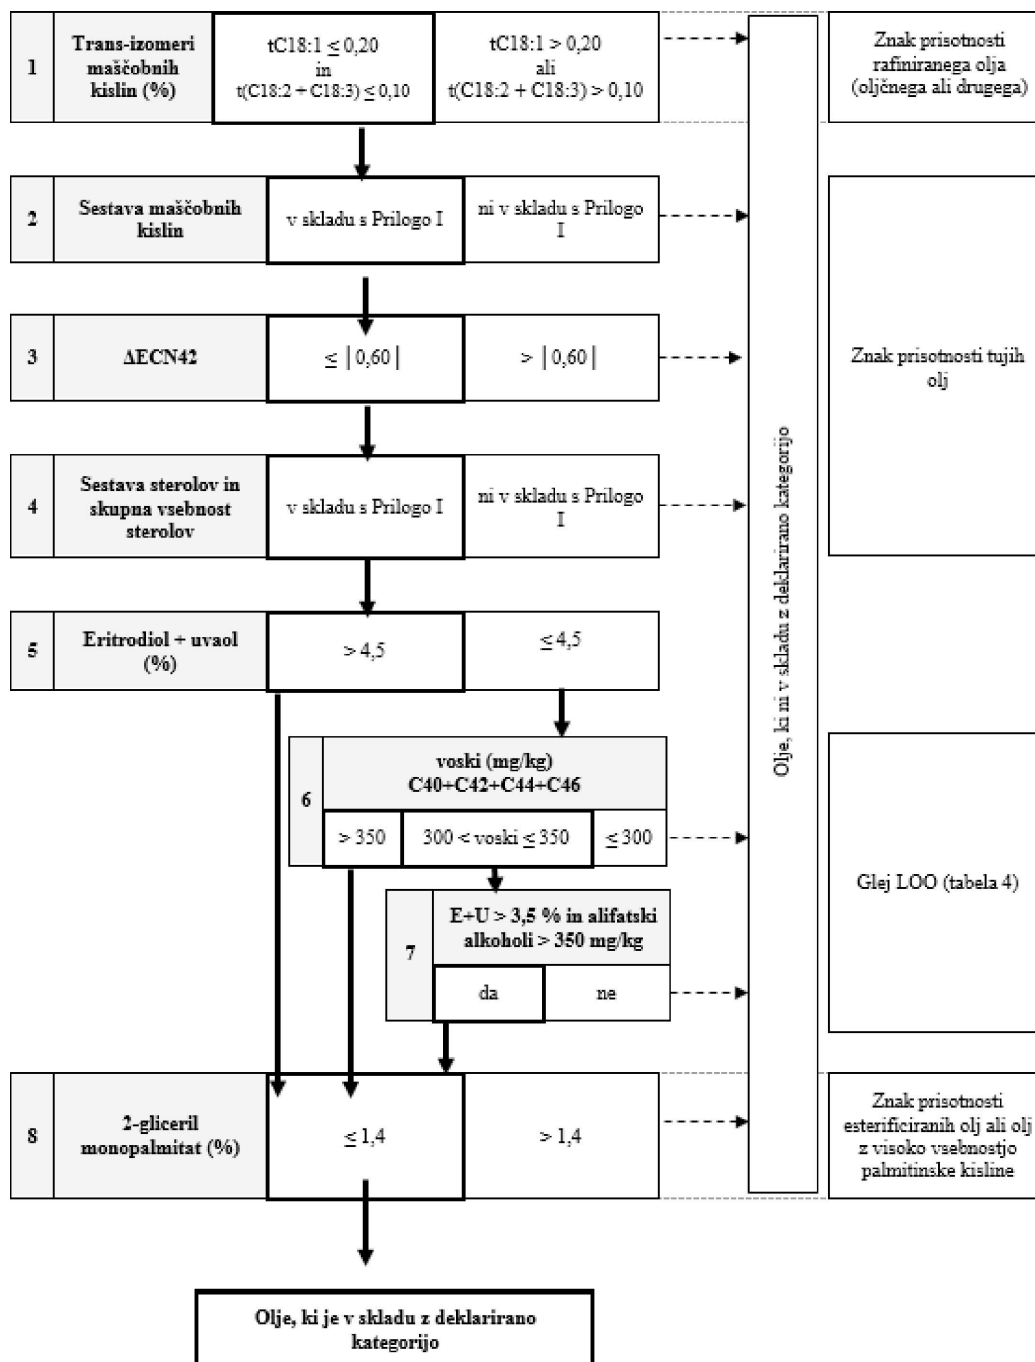 1
Trans-izomeri
maščobnih
kislin (%)
tC18:1 ≤ 0,20
in
t(C18:2 + C18:3) ≤ 0,10
tC18:1 > 0,20
ali
t(C18:2 + C18:3) > 0,10
Znak prisotnosti
rafiniranega olja
(oljčnega ali drugega)
2
Sestava maščobnih
kislin
v skladu s Prilogo I
ni v skladu s Prilogo
I
3
ΔECN42
≤ |0,60|
> |0,60|
Znak prisotnosti tujih
olj
4
Sestava sterolov in
skupna vsebnost
sterolov
v skladu s Prilogo I
ni v skladu s Prilogo
I
Olje, ki ni v skladu z deklarirano kategorijo
5
Eritrodiol + uvaol
(%)
> 4,5
≤ 4,5
6
voski (mg/kg)
C40+C42+C44+C46
> 350
300 < voski ≤ 350
≤ 300
Glej LOO (tabela 4)
7
E+U > 3,5 % in alifatski
alkoholi > 350 mg/kg
da
ne
8
2-gliceril
monopalmitat (%)
≤ 1,4
> 1,4
Znak prisotnosti
esterificiranih olj ali olj
z visoko vsebnostjo
palmitinske kisline
Olje, ki je v skladu z deklarirano
kategorijo